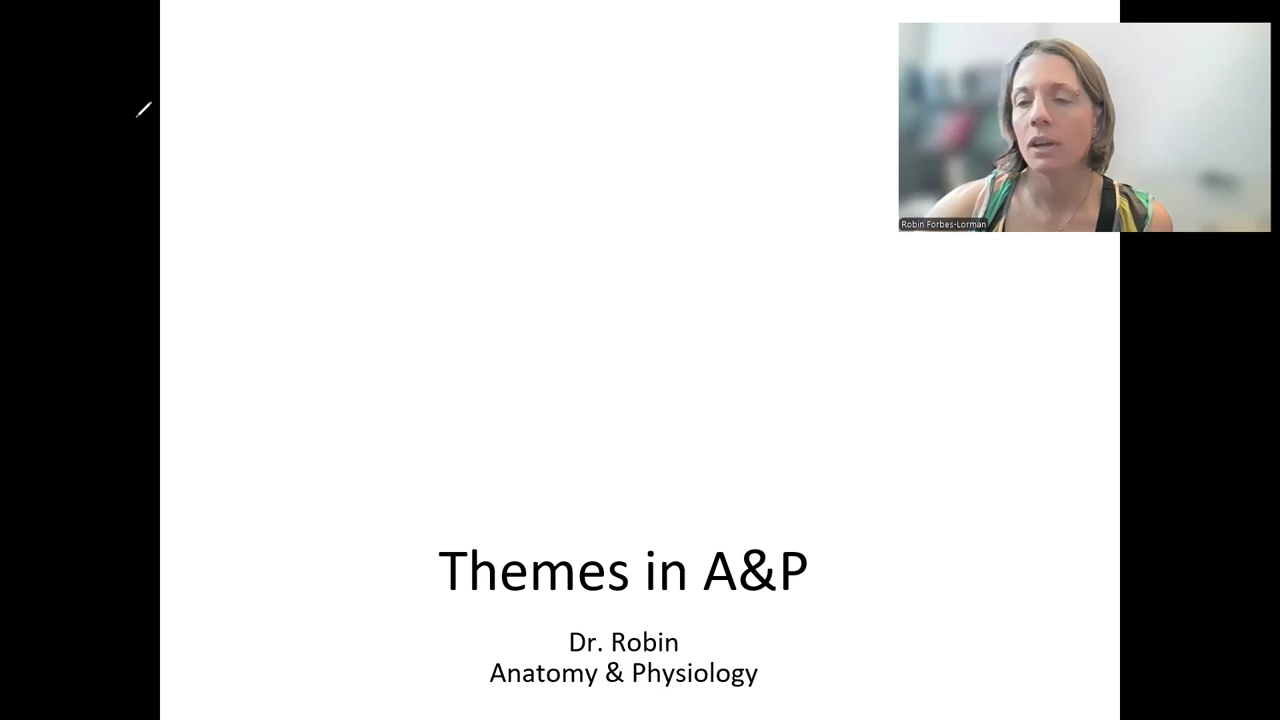 Robin Forbes-Lorman
Themes in A&P
Dr. Robin
Anatomy & Physiology